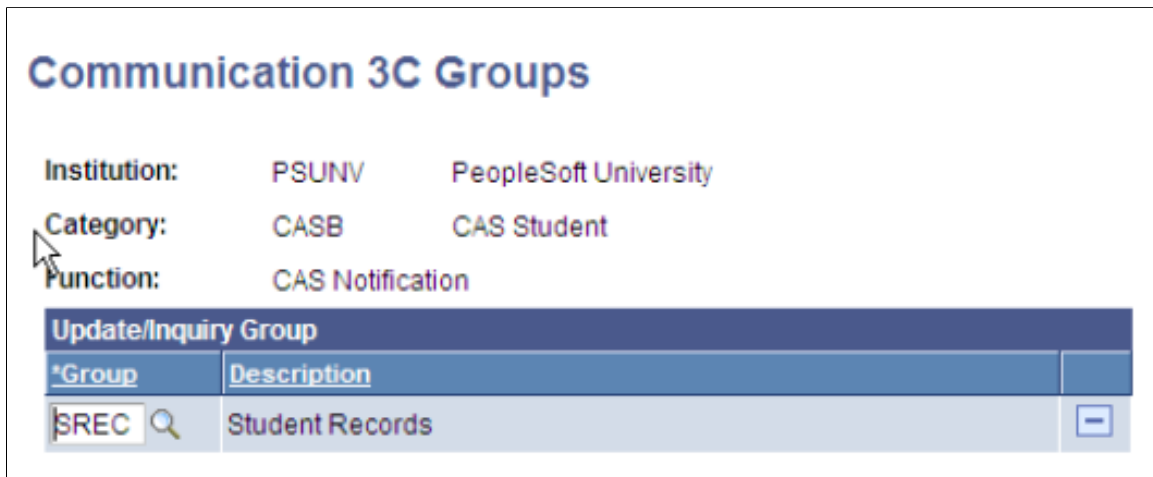 Communication 3C Groups
Institution: PSUNV PeopleSoft University
Category: CASB CAS Student
Function: CAS Notification
Update/Inquiry Group
*Group Description
SREC Student Records